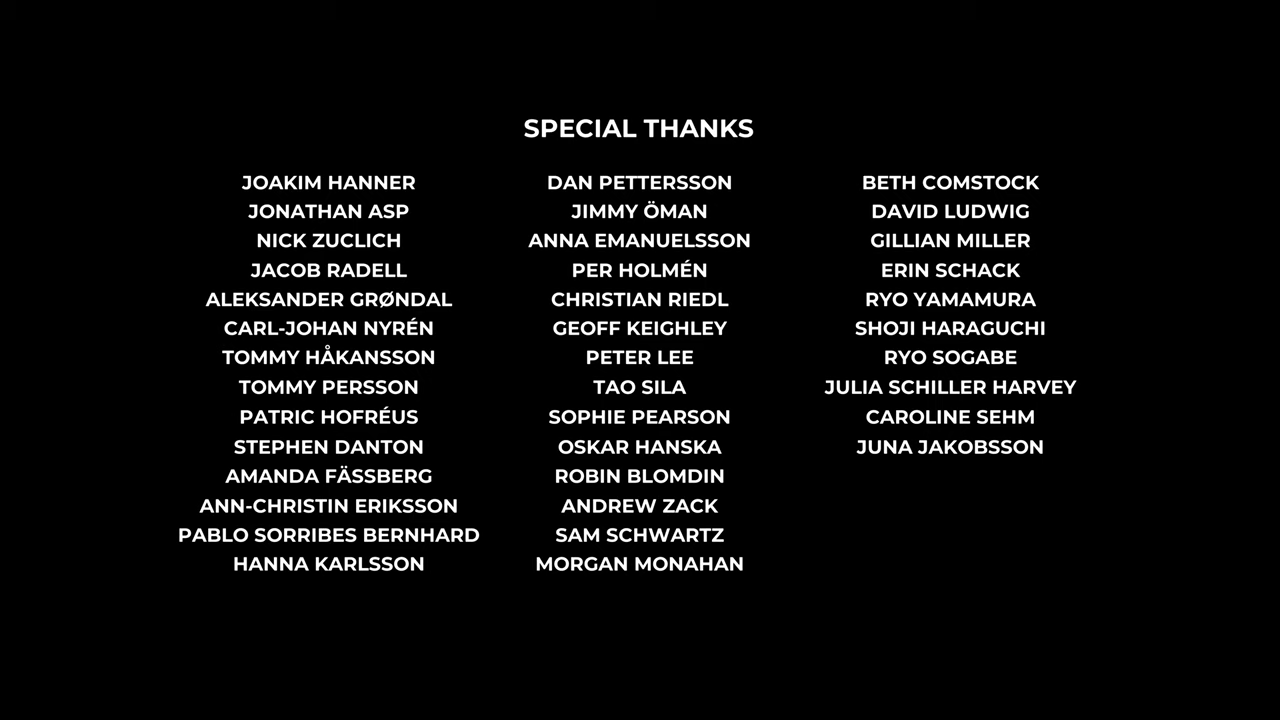 SPECIAL THANKS
JOAKIM HANNER
JONATHAN ASP
NICK ZUCLICH
JACOB RADELL
ALEKSANDER GRØNDAL
CARL-JOHAN NYRÉN
TOMMY HÅKANSSON
TOMMY PERSSON
PATRIC HOFRÉUS
STEPHEN DANTON
AMANDA FÄSSBERG
ANN-CHRISTIN ERIKSSON
PABLO SORRIBES BERNHARD
HANNA KARLSSON
DAN PETTERSSON
JIMMY ÖMAN
ANNA EMANUELSSON
PER HOLMÉN
CHRISTIAN RIEDL
GEOFF KEIGHLEY
PETER LEE
TAO SILA
SOPHIE PEARSON
OSKAR HANSKA
ROBIN BLOMDIN
ANDREW ZACK
SAM SCHWARTZ
MORGAN MONAHAN
BETH COMSTOCK
DAVID LUDWIG
GILLIAN MILLER
ERIN SCHACK
RYO YAMAMURA
SHOJI HARAGUCHI
RYO SOGABE
JULIA SCHILLER HARVEY
CAROLINE SEHM
JUNA JAKOBSSON